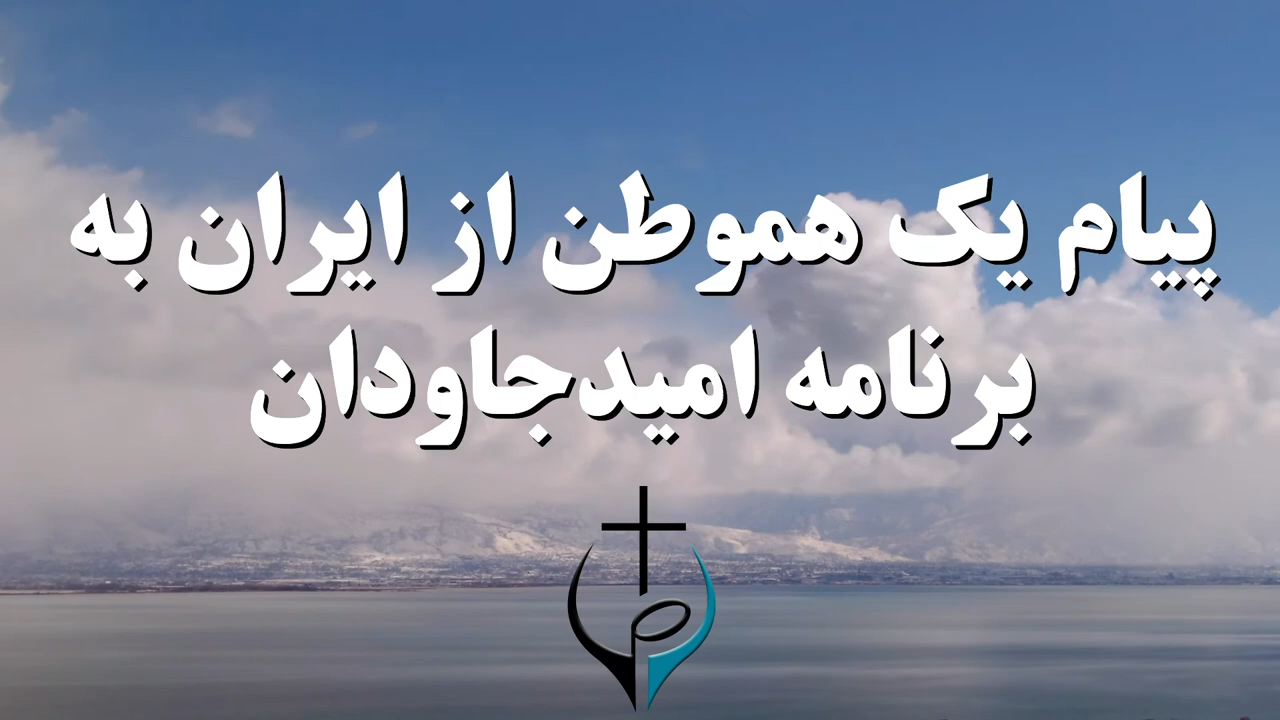 پیام یک هموطن از ایران به
برنامه امیدجاودان